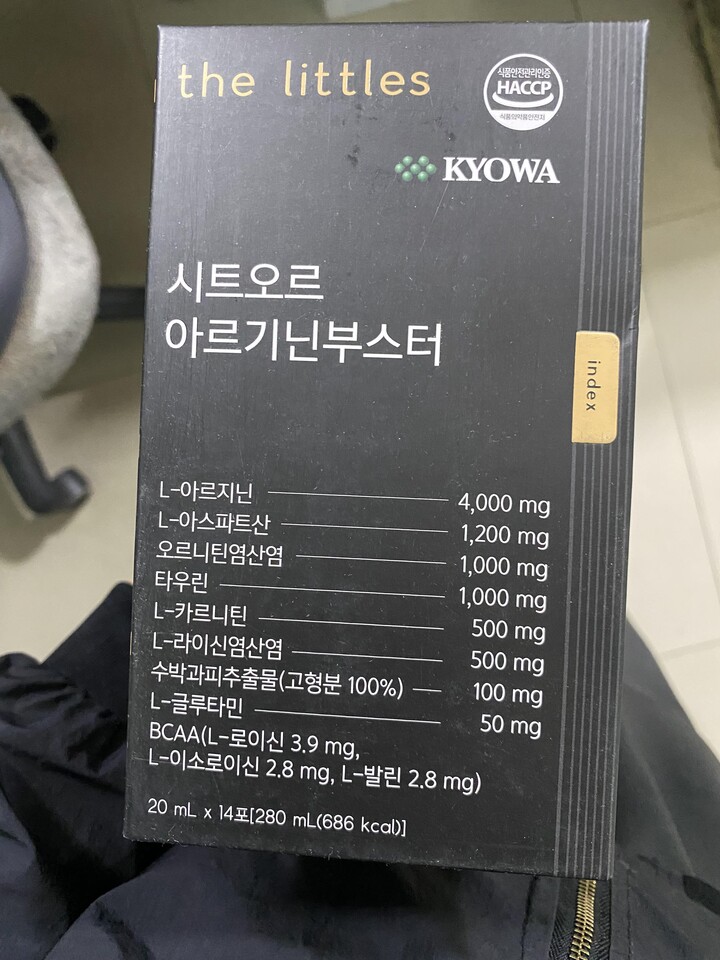 the littles
식품안전관리인증
HACCP
식품의약품안전처
KYOWA
시트오르
아르기닌부스터
index
L-아르지닌 4,000 mg
L-아스파트산 1,200 mg
오르니틴염산염 1,000 mg
타우린 1,000 mg
L-카르니틴 500 mg
L-라이신염산염 500 mg
수박과피추출물(고형분 100%) 100 mg
L-글루타민 50 mg
BCAA(L-로이신 3.9 mg,
L-이소로이신 2.8 mg, L-발린 2.8 mg)
20 mL x 14포[280 mL(686 kcal)]